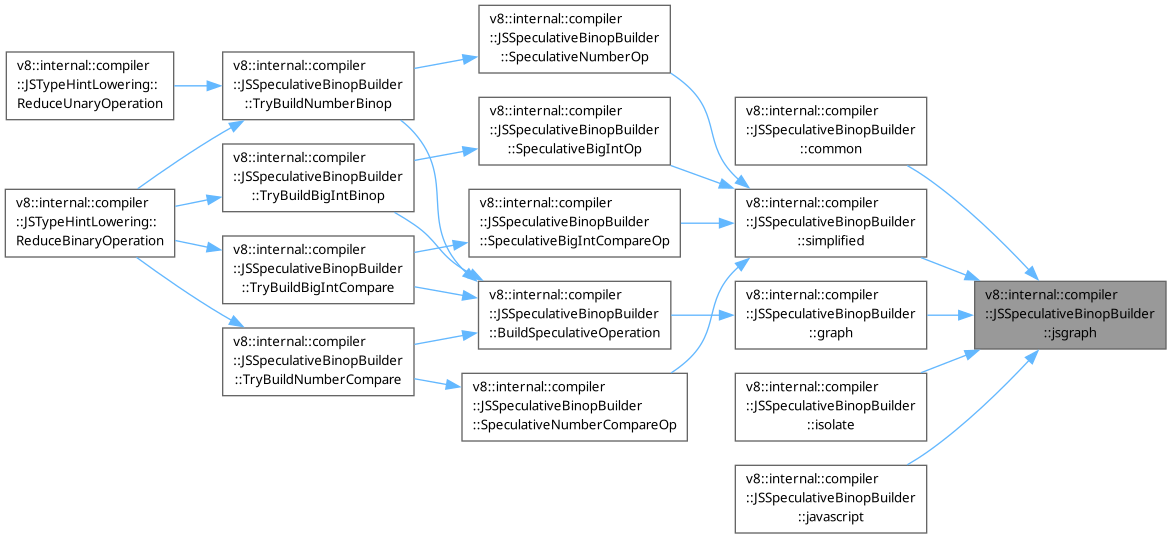 v8::internal::compiler
::JSTypeHintLowering::
ReduceUnaryOperation
v8::internal::compiler
::JSTypeHintLowering::
ReduceBinaryOperation
v8::internal::compiler
::JSSpeculativeBinopBuilder
::TryBuildNumberBinop
v8::internal::compiler
::JSSpeculativeBinopBuilder
::TryBuildBigIntBinop
v8::internal::compiler
::JSSpeculativeBinopBuilder
::TryBuildBigIntCompare
v8::internal::compiler
::JSSpeculativeBinopBuilder
::TryBuildNumberCompare
v8::internal::compiler
::JSSpeculativeBinopBuilder
::SpeculativeNumberOp
v8::internal::compiler
::JSSpeculativeBinopBuilder
::SpeculativeBigIntOp
v8::internal::compiler
::JSSpeculativeBinopBuilder
::SpeculativeBigIntCompareOp
v8::internal::compiler
::JSSpeculativeBinopBuilder
::BuildSpeculativeOperation
v8::internal::compiler
::JSSpeculativeBinopBuilder
::SpeculativeNumberCompareOp
v8::internal::compiler
::JSSpeculativeBinopBuilder
::common
v8::internal::compiler
::JSSpeculativeBinopBuilder
::simplified
v8::internal::compiler
::JSSpeculativeBinopBuilder
::graph
v8::internal::compiler
::JSSpeculativeBinopBuilder
::isolate
v8::internal::compiler
::JSSpeculativeBinopBuilder
::javascript
v8::internal::compiler
::JSSpeculativeBinopBuilder
::jsgraph